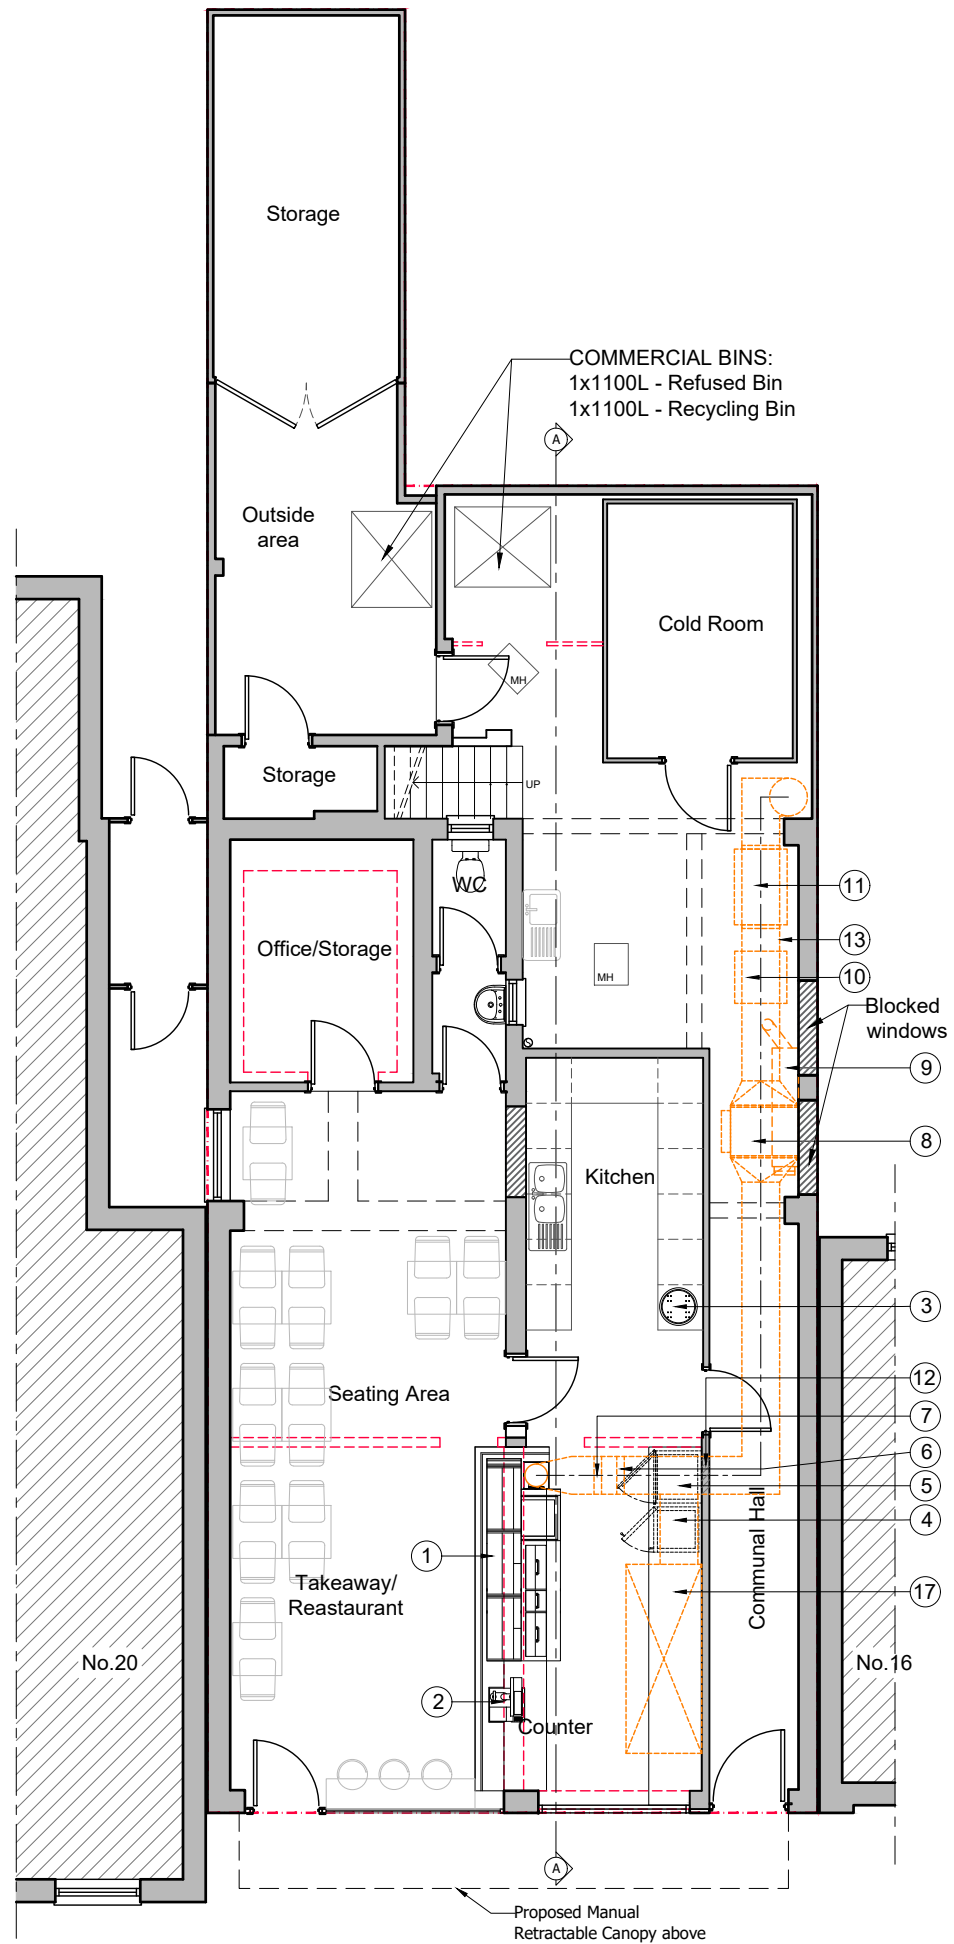 Storage
COMMERCIAL BINS:
1x1100L - Refused Bin
1x1100L - Recycling Bin
A
Outside
area
Cold Room
MH
Storage
UP
WC
11
Office/Storage
13
MH
10
Blocked
windows
9
8
Kitchen
3
Seating Area
12
7
6
5
4
Communal Hall
1
Takeaway/
Reastaurant
17
No.20
No.16
2
Counter
A
Proposed Manual
Retractable Canopy above